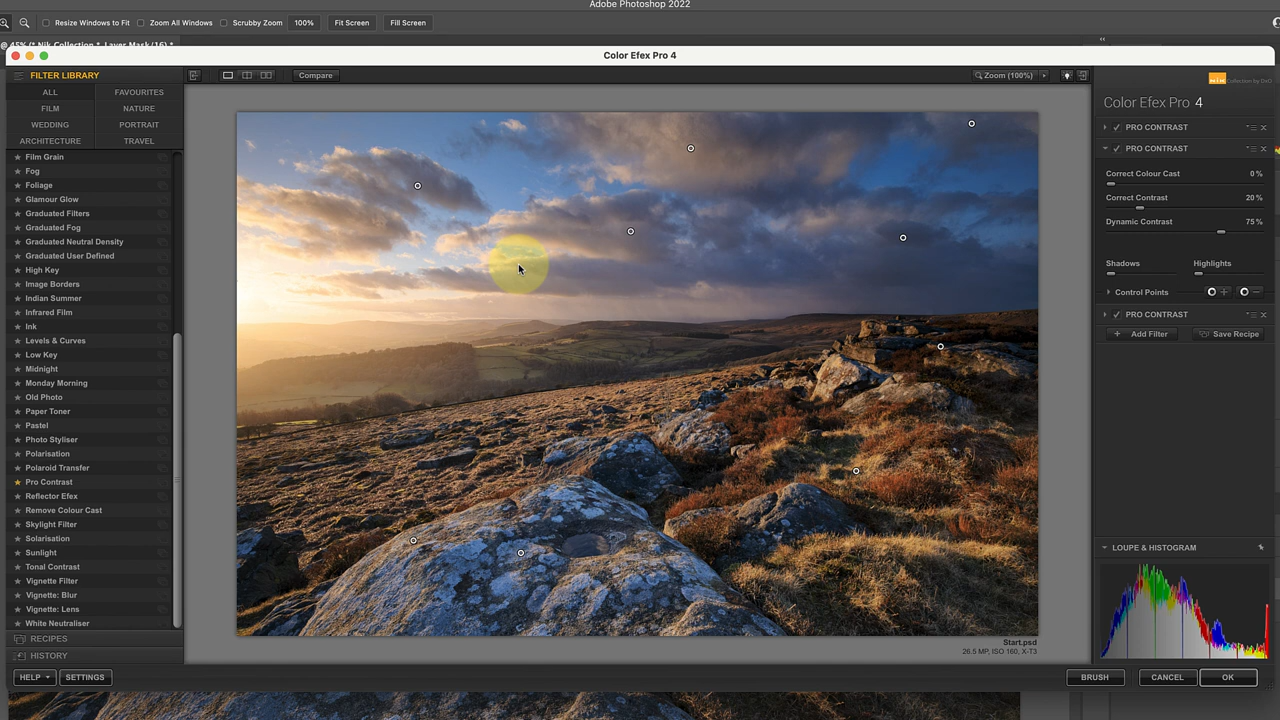 Adobe Photoshop 2022
Resize Windows to Fit
Zoom All Windows
Scrubby Zoom
100%
Fit Screen
Fill Screen
Color Efex Pro 4
FILTER LIBRARY
Compare
Zoom (100%)
ALL
FAVOURITES
FILM
NATURE
WEDDING
PORTRAIT
ARCHITECTURE
TRAVEL
Film Grain
Fog
Foliage
Glamour Glow
Graduated Filters
Graduated Fog
Graduated Neutral Density
Graduated User Defined
High Key
Image Borders
Indian Summer
Infrared Film
Ink
Levels & Curves
Low Key
Midnight
Monday Morning
Old Photo
Paper Toner
Pastel
Photo Styliser
Polarisation
Polaroid Transfer
Pro Contrast
Reflector Efex
Remove Colour Cast
Skylight Filter
Solarisation
Sunlight
Tonal Contrast
Vignette Filter
Vignette: Blur
Vignette: Lens
White Neutraliser
RECIPES
HISTORY
HELP
SETTINGS
Start.psd
26.5 MP, ISO 160, X-T3
Collection by DxO
Color Efex Pro 4
PRO CONTRAST
PRO CONTRAST
Correct Colour Cast 0%
Correct Contrast 20%
Dynamic Contrast 75%
Shadows
Highlights
Control Points
PRO CONTRAST
Add Filter
Save Recipe
LOUPE & HISTOGRAM
BRUSH
CANCEL
OK